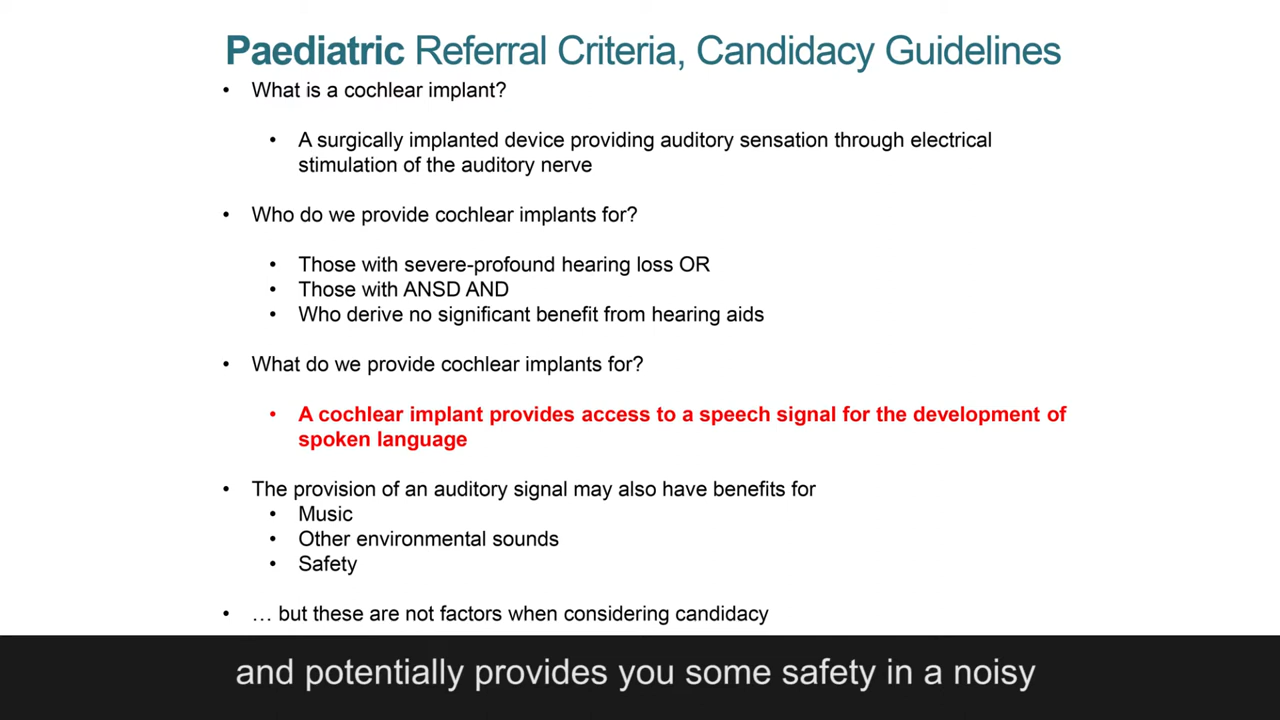 Paediatric Referral Criteria, Candidacy Guidelines
• What is a cochlear implant?
• A surgically implanted device providing auditory sensation through electrical
stimulation of the auditory nerve
• Who do we provide cochlear implants for?
• Those with severe-profound hearing loss OR
• Those with ANSD AND
• Who derive no significant benefit from hearing aids
• What do we provide cochlear implants for?
• A cochlear implant provides access to a speech signal for the development of
spoken language
• The provision of an auditory signal may also have benefits for
• Music
• Other environmental sounds
• Safety
• … but these are not factors when considering candidacy
and potentially provides you some safety in a noisy